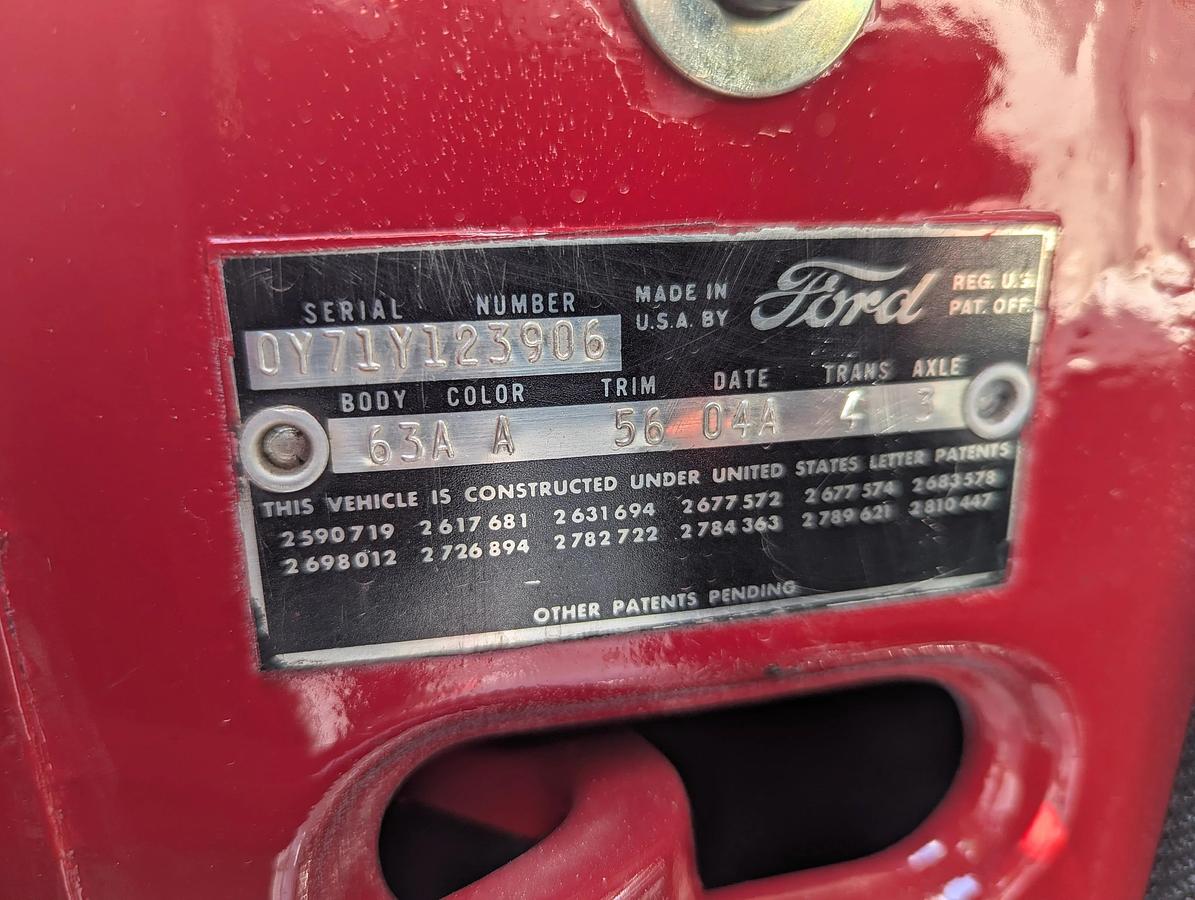 SERIAL NUMBER
MADE IN U.S.A. BY
Ford
REG. U.S. PAT. OFF.
0Y71Y123906
BODY COLOR TRIM DATE TRANS AXLE
63A A 56 04A 4 3
THIS VEHICLE IS CONSTRUCTED UNDER UNITED STATES LETTER PATENTS
2590719 2617681 2631694 2677572 2677574 2683578
2698012 2726894 2782722 2784363 2789621 2810447
OTHER PATENTS PENDING